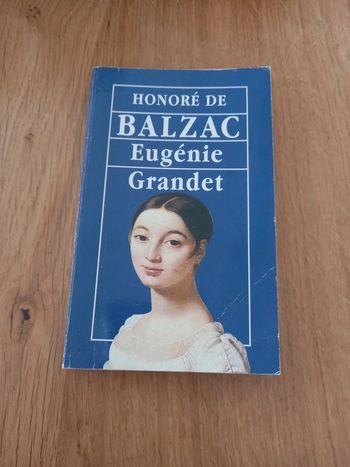 HONORÉ DE
BALZAC
Eugénie
Grandet